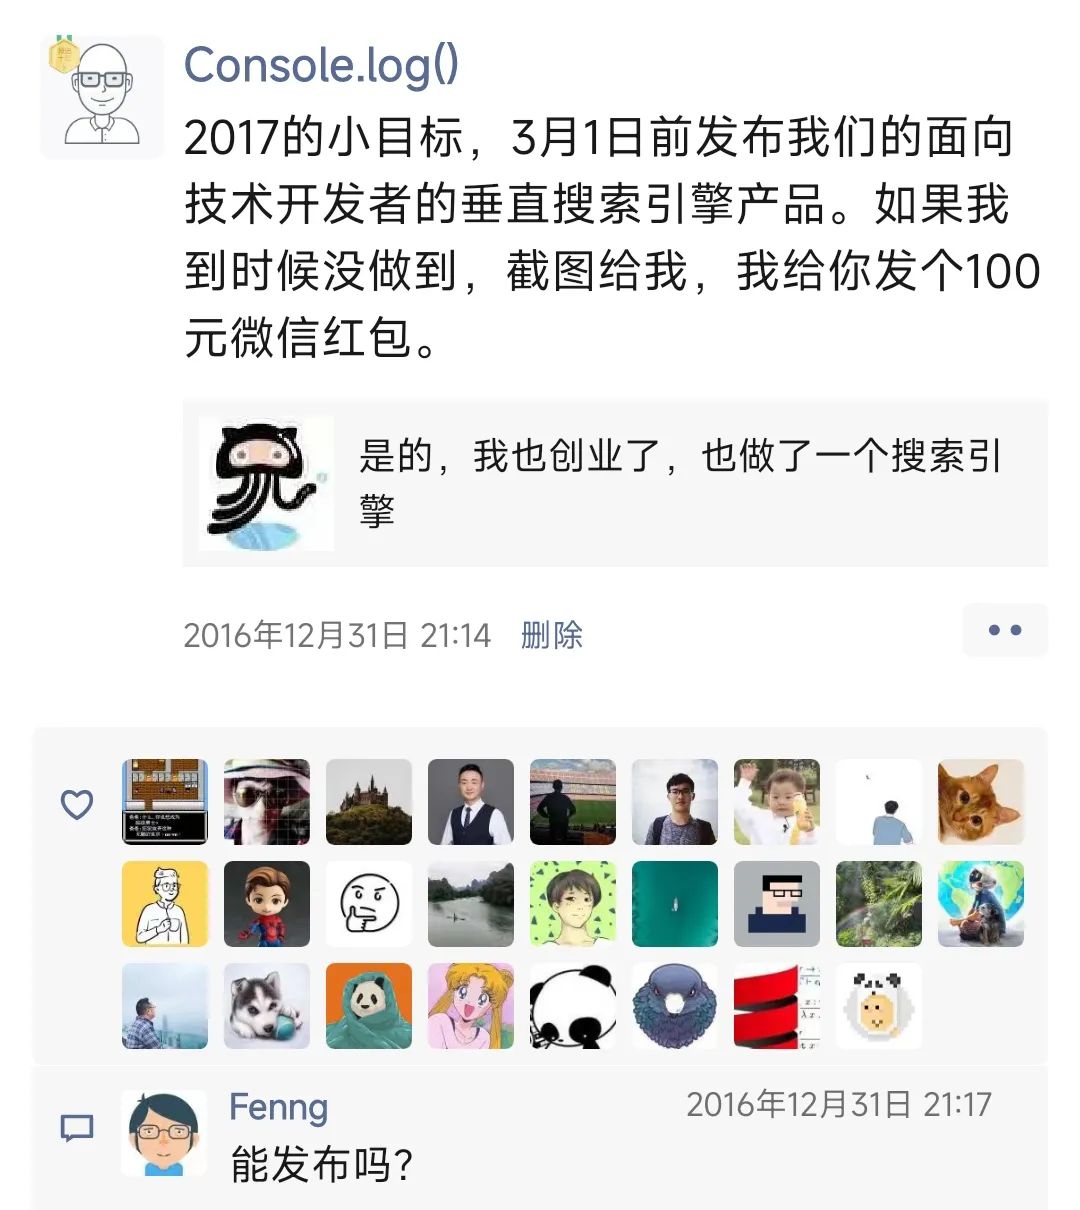 Console.log()
2017的小目标，3月1日前发布我们的面向
技术开发者的垂直搜索引擎产品。如果我
到时候没做到，截图给我，我给你发个100
元微信红包。
是的，我也创业了，也做了一个搜索引
擎
2016年12月31日 21:14 删除
Fenng
2016年12月31日 21:17
能发布吗？